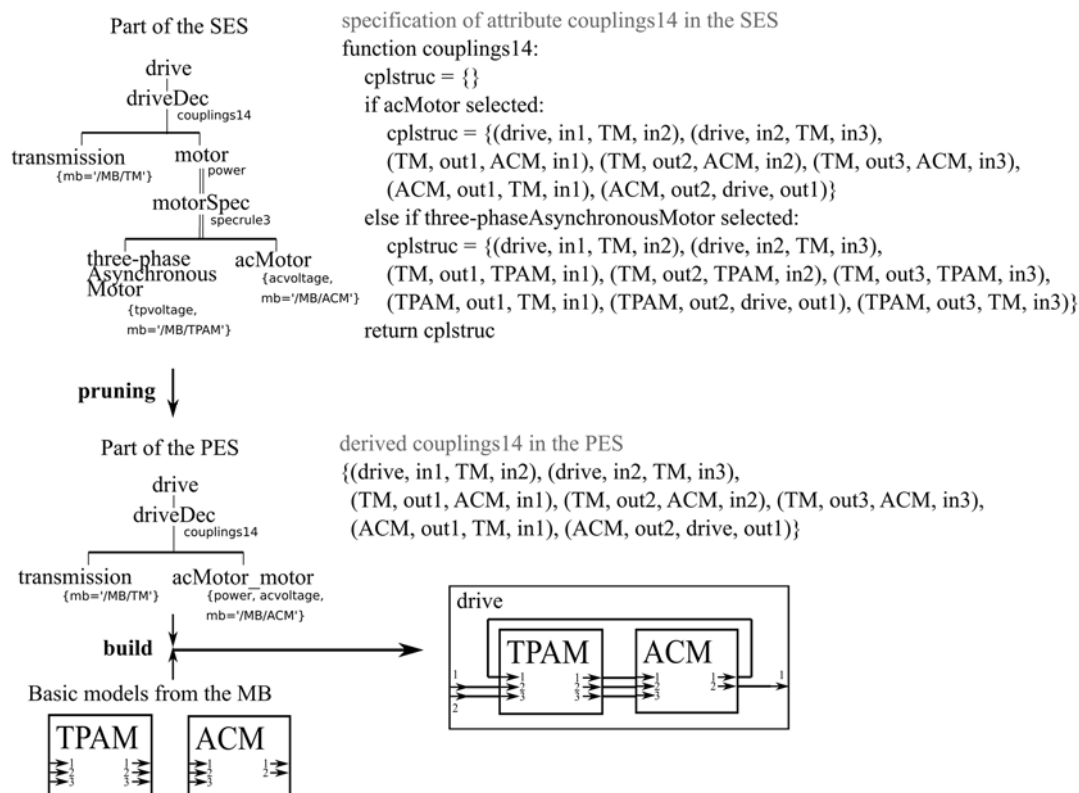 Part of the SES
drive
driveDec
couplings14
transmission
{mb='/MB/TM'}
motor
power
motorSpec
specrule3
three-phase
Asynchronous
Motor
{tpvoltage,
mb='/MB/TPAM'}
acMotor
{acvoltage,
mb='/MB/ACM'}
specification of attribute couplings14 in the SES
function couplings14:
cplstruc = {}
if acMotor selected:
cplstruc = {(drive, in1, TM, in2), (drive, in2, TM, in3),
(TM, out1, ACM, in1), (TM, out2, ACM, in2), (TM, out3, ACM, in3),
(ACM, out1, TM, in1), (ACM, out2, drive, out1)}
else if three-phaseAsynchronousMotor selected:
cplstruc = {(drive, in1, TM, in2), (drive, in2, TM, in3),
(TM, out1, TPAM, in1), (TM, out2, TPAM, in2), (TM, out3, TPAM, in3),
(TPAM, out1, TM, in1), (TPAM, out2, drive, out1), (TPAM, out3, TM, in3)}
return cplstruc
pruning
Part of the PES
drive
driveDec
couplings14
transmission
{mb='/MB/TM'}
acMotor_motor
{power, acvoltage,
mb='/MB/ACM'}
derived couplings14 in the PES
{(drive, in1, TM, in2), (drive, in2, TM, in3),
(TM, out1, ACM, in1), (TM, out2, ACM, in2), (TM, out3, ACM, in3),
(ACM, out1, TM, in1), (ACM, out2, drive, out1)}
build
Basic models from the MB
TPAM
1 1
2 2
3 3
ACM
1 1
2 2
3
drive
TPAM
ACM
1 1 1 1 1 1
2 2 2 2
2 3 3 3